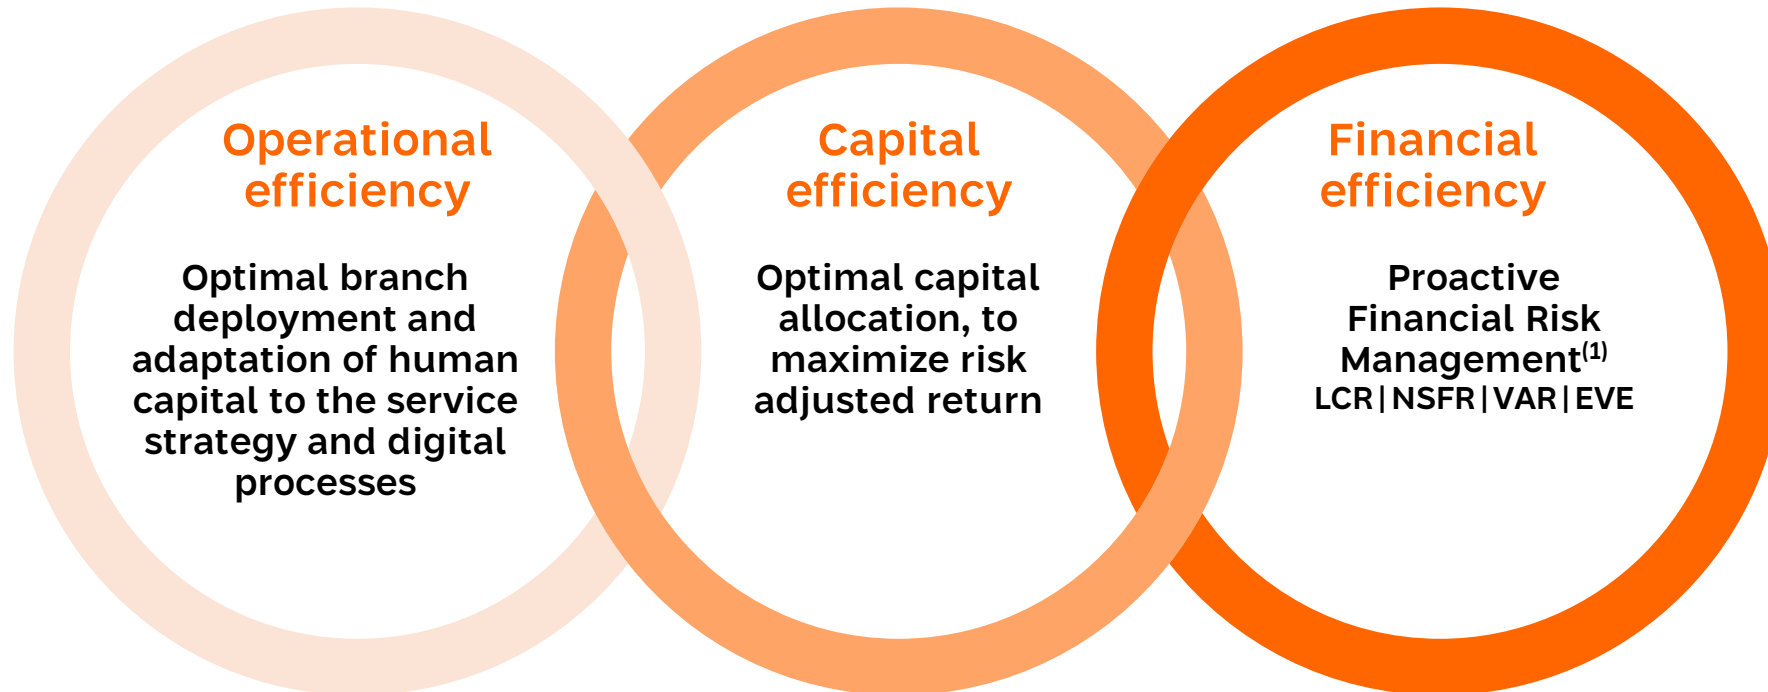 Operational
efficiency
Optimal branch
deployment and
adaptation of human
capital to the service
strategy and digital
processes
Capital
efficiency
Optimal capital
allocation, to
maximize risk
adjusted return
Financial
efficiency
Proactive
Financial Risk
Management(1)
LCR|NSFR|VAR|EVE